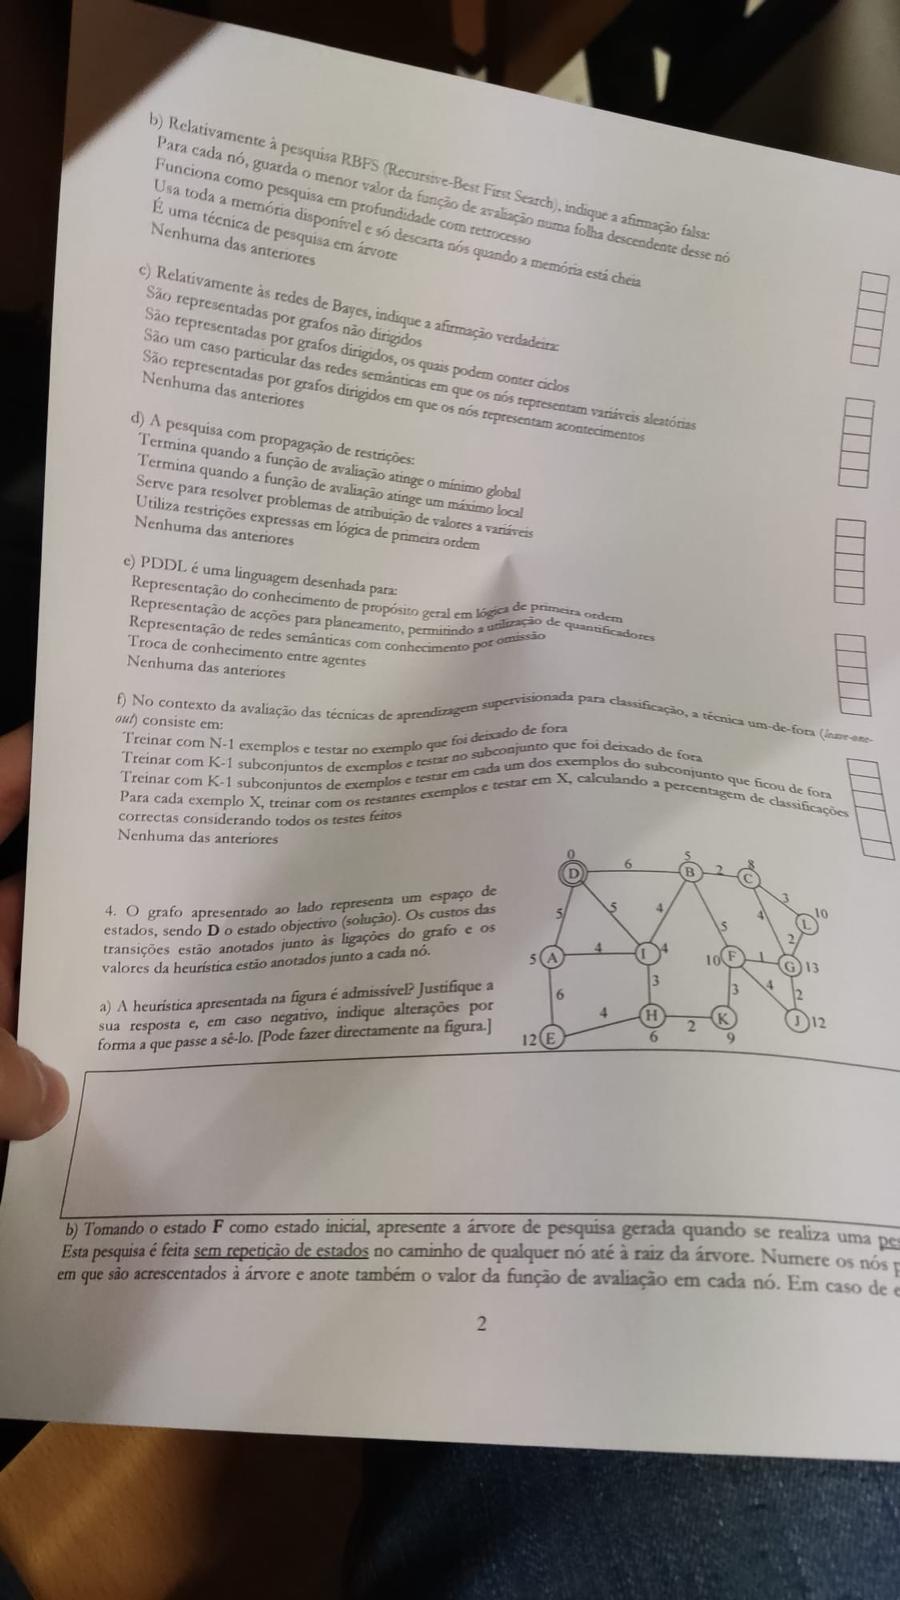 b) Relativamente à pesquisa RBFS (Recursive-Best First Search), indique a afirmação falsa:
Para cada nó, guarda o menor valor da função de avaliação numa folha descendente desse nó
Funciona como pesquisa em profundidade com retrocesso
Usa toda a memória disponível e só descarta nós quando a memória está cheia
É uma técnica de pesquisa em árvore
Nenhuma das anteriores
c) Relativamente às redes de Bayes, indique a afirmação verdadeira:
São representadas por grafos não dirigidos
São representadas por grafos dirigidos, os quais podem conter ciclos
São um caso particular das redes semânticas em que os nós representam variáveis aleatórias
São representadas por grafos dirigidos em que os nós representam acontecimentos
Nenhuma das anteriores
d) A pesquisa com propagação de restrições:
Termina quando a função de avaliação atinge o mínimo global
Termina quando a função de avaliação atinge um máximo local
Serve para resolver problemas de atribuição de valores a variáveis
Utiliza restrições expressas em lógica de primeira ordem
Nenhuma das anteriores
e) PDDL é uma linguagem desenhada para:
Representação do conhecimento de propósito geral em lógica de primeira ordem
Representação de acções para planeamento, permitindo a utilização de quantificadores
Representação de redes semânticas com conhecimento por omissão
Troca de conhecimento entre agentes
Nenhuma das anteriores
f) No contexto da avaliação das técnicas de aprendizagem supervisionada para classificação, a técnica um-de-fora (leave-one-
out) consiste em:
Treinar com N-1 exemplos e testar no exemplo que foi deixado de fora
Treinar com K-1 subconjuntos de exemplos e testar no subconjunto que foi deixado de fora
Treinar com K-1 subconjuntos de exemplos e testar em cada um dos exemplos do subconjunto que ficou de fora
Para cada exemplo X, treinar com os restantes exemplos e testar em X, calculando a percentagem de classificações
correctas considerando todos os testes feitos
Nenhuma das anteriores
4. O grafo apresentado ao lado representa um espaço de
estados, sendo D o estado objectivo (solução). Os custos das
transições estão anotados junto às ligações do grafo e os
valores da heurística estão anotados junto a cada nó.
a) A heurística apresentada na figura é admissível? Justifique a
sua resposta e, em caso negativo, indique alterações por
forma a que passe a sê-lo. [Pode fazer directamente na figura.]
0 5 8
D 6 B 2 C
3
5 5 4 4 L 10
5 2
5 A 4 I 4 10 F 1 G 13
6 3 3 4 2
4 H 2 K J 12
12 E 6 9
b) Tomando o estado F como estado inicial, apresente a árvore de pesquisa gerada quando se realiza uma
Esta pesquisa é feita sem repetição de estados no caminho de qualquer nó até à raiz da árvore. Numere os nós
em que são acrescentados à árvore e anote também o valor da função de avaliação em cada nó. Em caso de
2